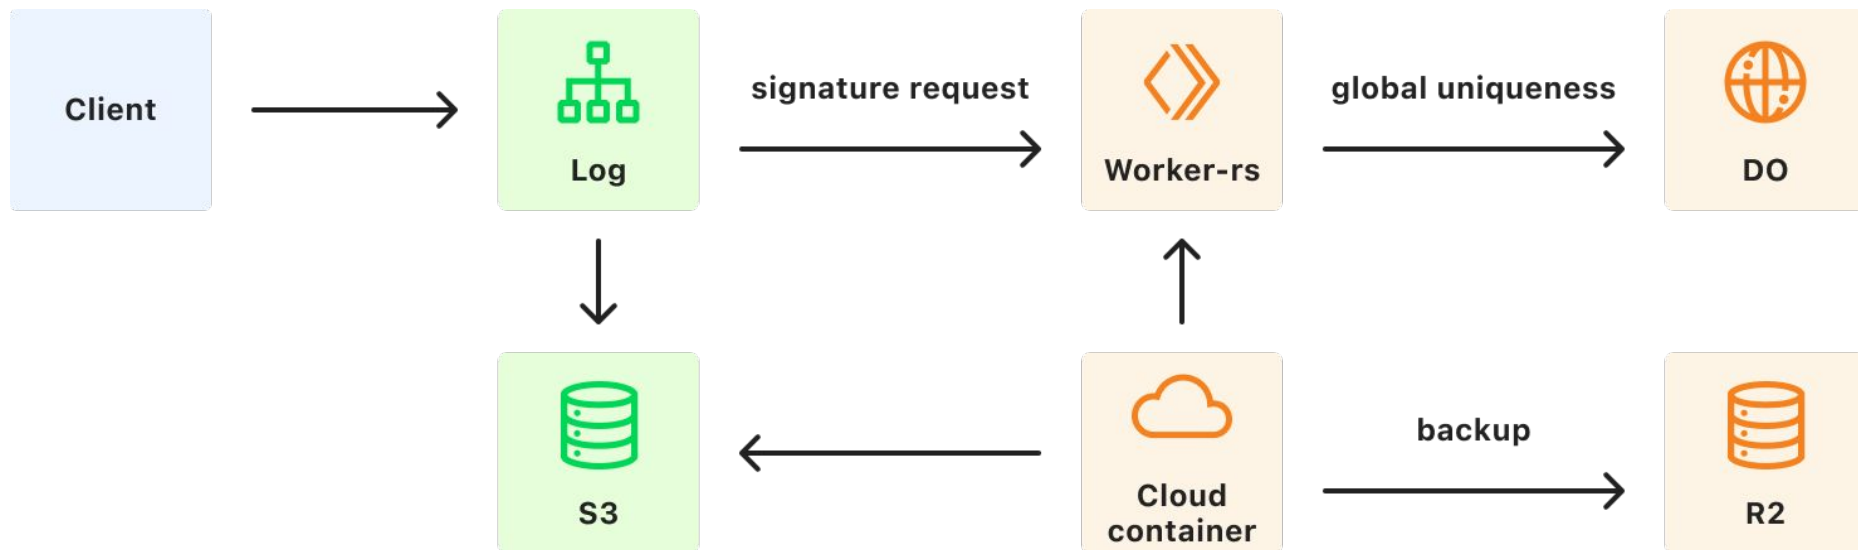 Client
Log
signature request
Worker-rs
global uniqueness
DO
S3
Cloud
container
backup
R2